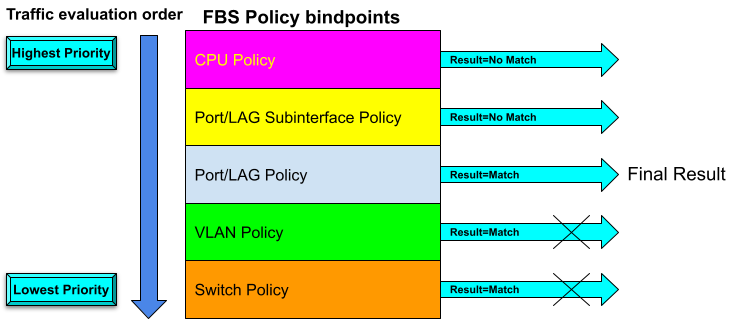 Traffic evaluation order
FBS Policy bindpoints
Highest Priority
CPU Policy
Result=No Match
Port/LAG Subinterface Policy
Result=No Match
Port/LAG Policy
Result=Match
Final Result
VLAN Policy
Result=Match
Lowest Priority
Switch Policy
Result=Match